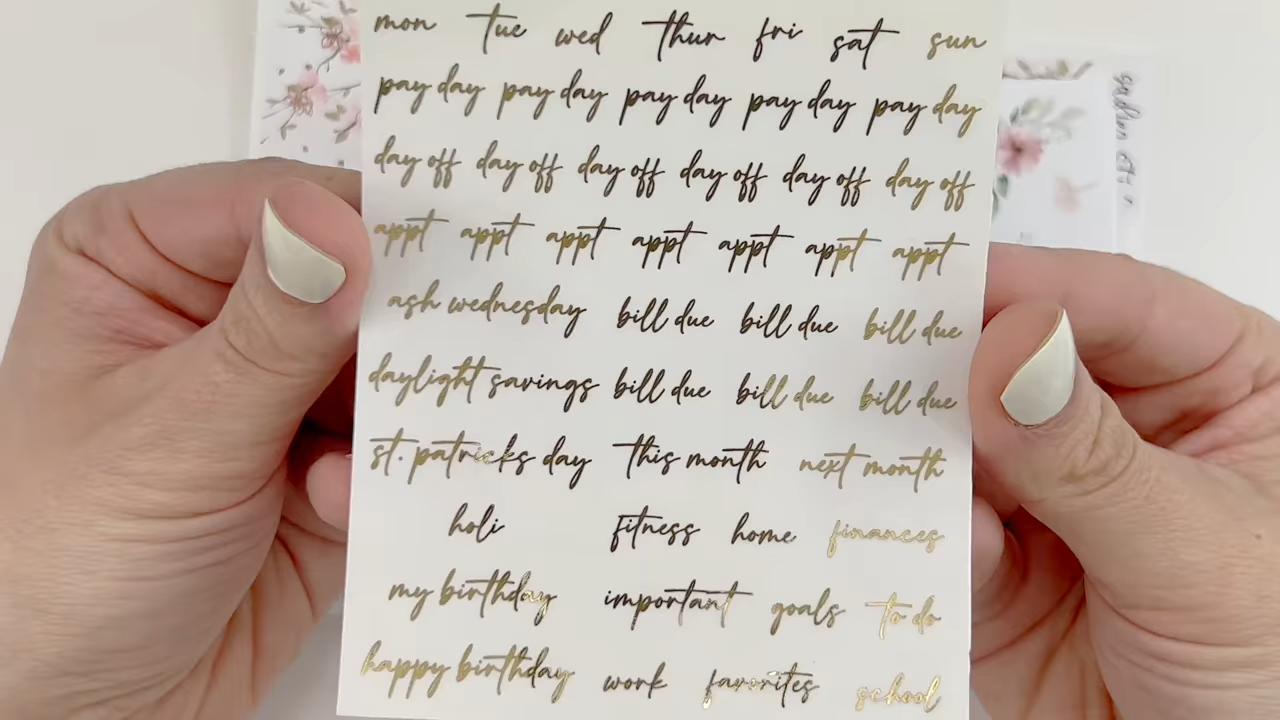 mon tue wed thur fri sat sun
pay day pay day pay day pay day pay day
day off day off day off day off day off day off
appt appt appt appt appt appt appt
ash wednesday bill due bill due bill due
daylight savings bill due bill due bill due
st. patricks day this month next month
holi fitness home finances
my birthday important goals to do
happy birthday work favorites school